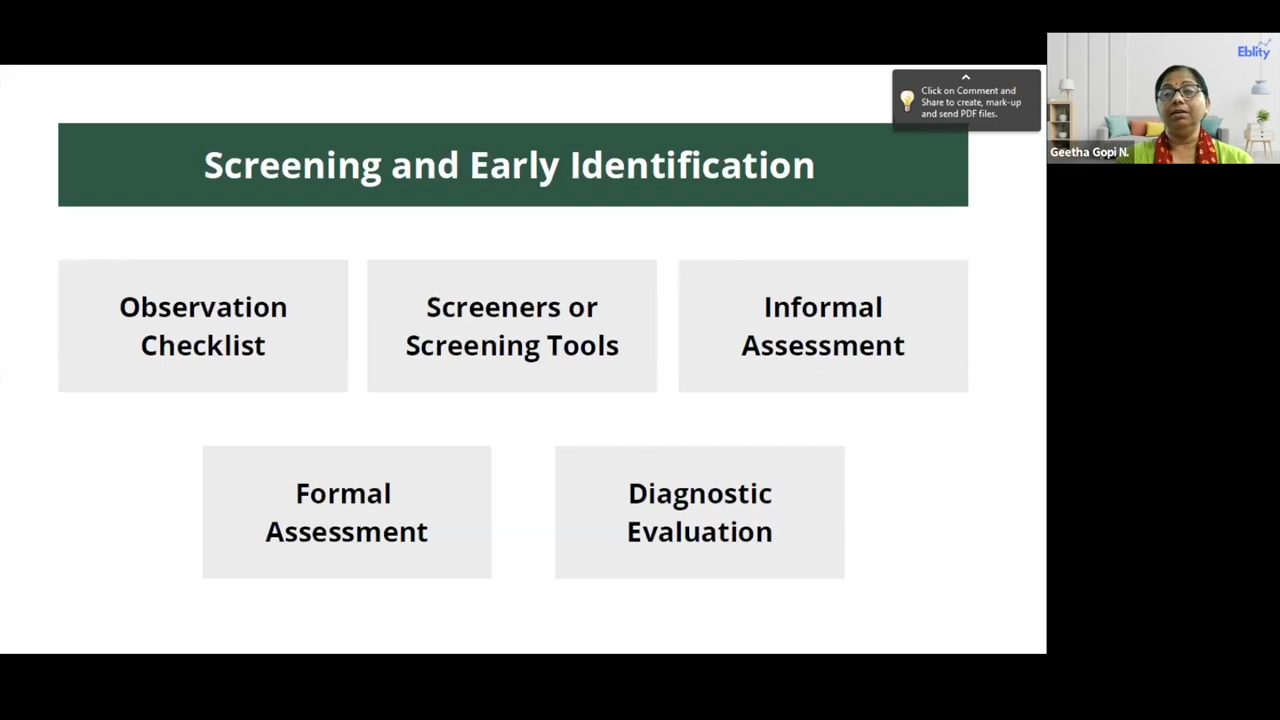 Eblity
Click on Comment and
Share to create, mark-up
and send PDF files.
Geetha Gopi N.
Screening and Early Identification
Observation
Checklist
Screeners or
Screening Tools
Informal
Assessment
Formal
Assessment
Diagnostic
Evaluation